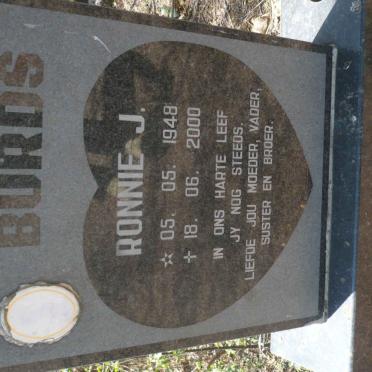 BURDS
RONNIE J.
☆ 05. 05. 1948
✝ 18. 06. 2000
IN ONS HARTE LEEF
JY NOG STEEDS.
LIEFDE JOU MOEDER, VADER,
SUSTER EN BROER.